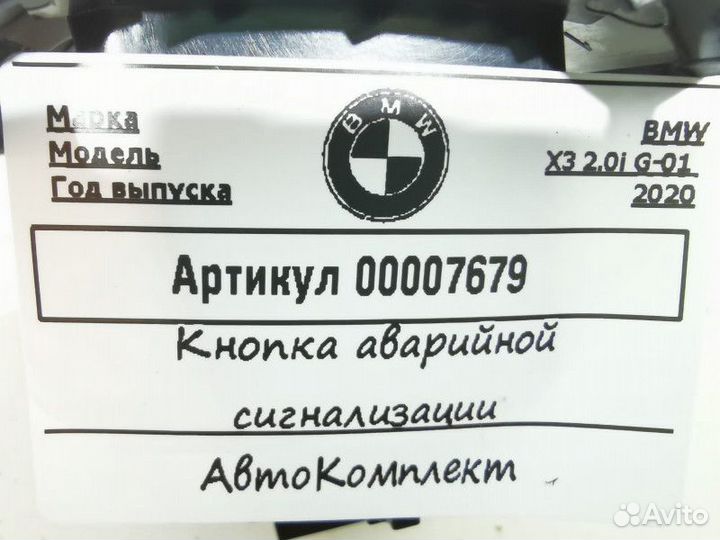 Марка BMW
Модель X3 2.0i G-01
Год выпуска 2020
BMW
Артикул 00007679
Кнопка аварийной
сигнализации
АвтоКомплект
Avito